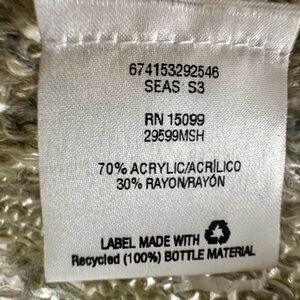 674153292546
SEAS S3
RN 15099
29599MSH
70% ACRYLIC/ACRÍLICO
30% RAYON/RAYÓN
LABEL MADE WITH
Recycled (100%) BOTTLE MATERIAL